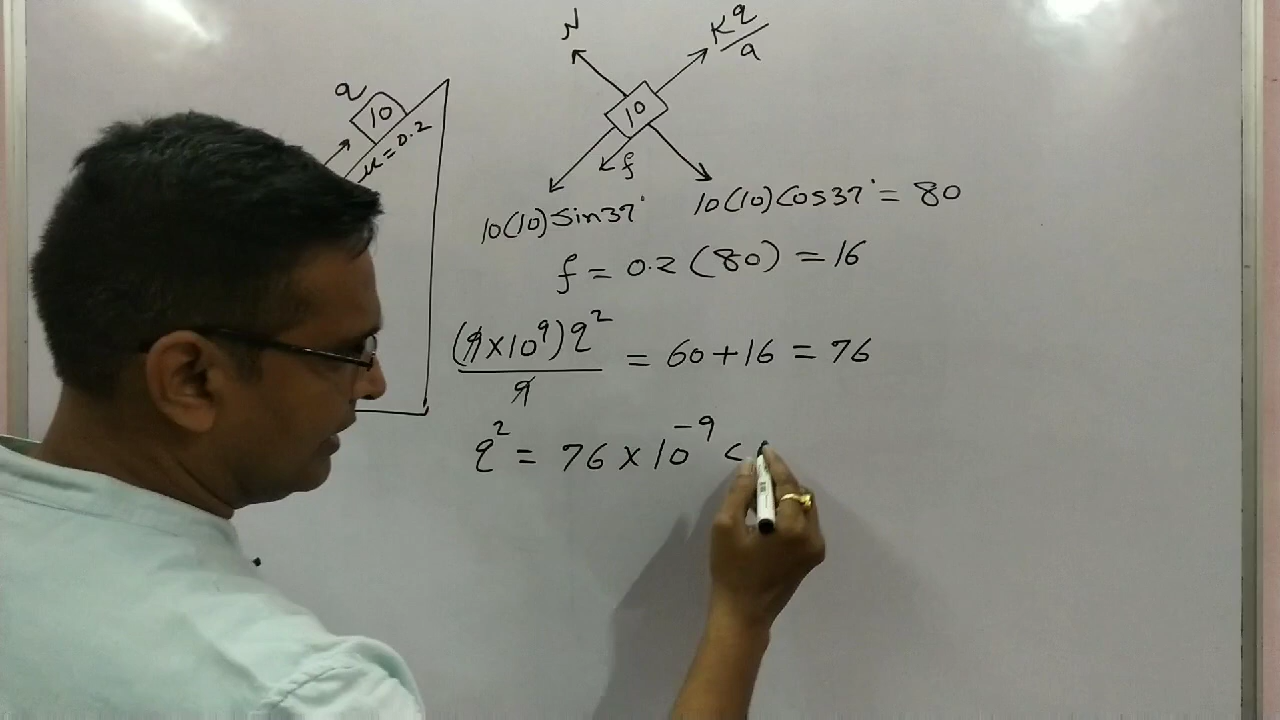 N
Kq/9
q
10
10
μ = 0.2
f
10(10)Sin37°
10(10)Cos37° = 80
f = 0.2 (80) = 16
(9×10⁹)q²/9 = 60+16 = 76
q² = 76 × 10⁻⁹ C